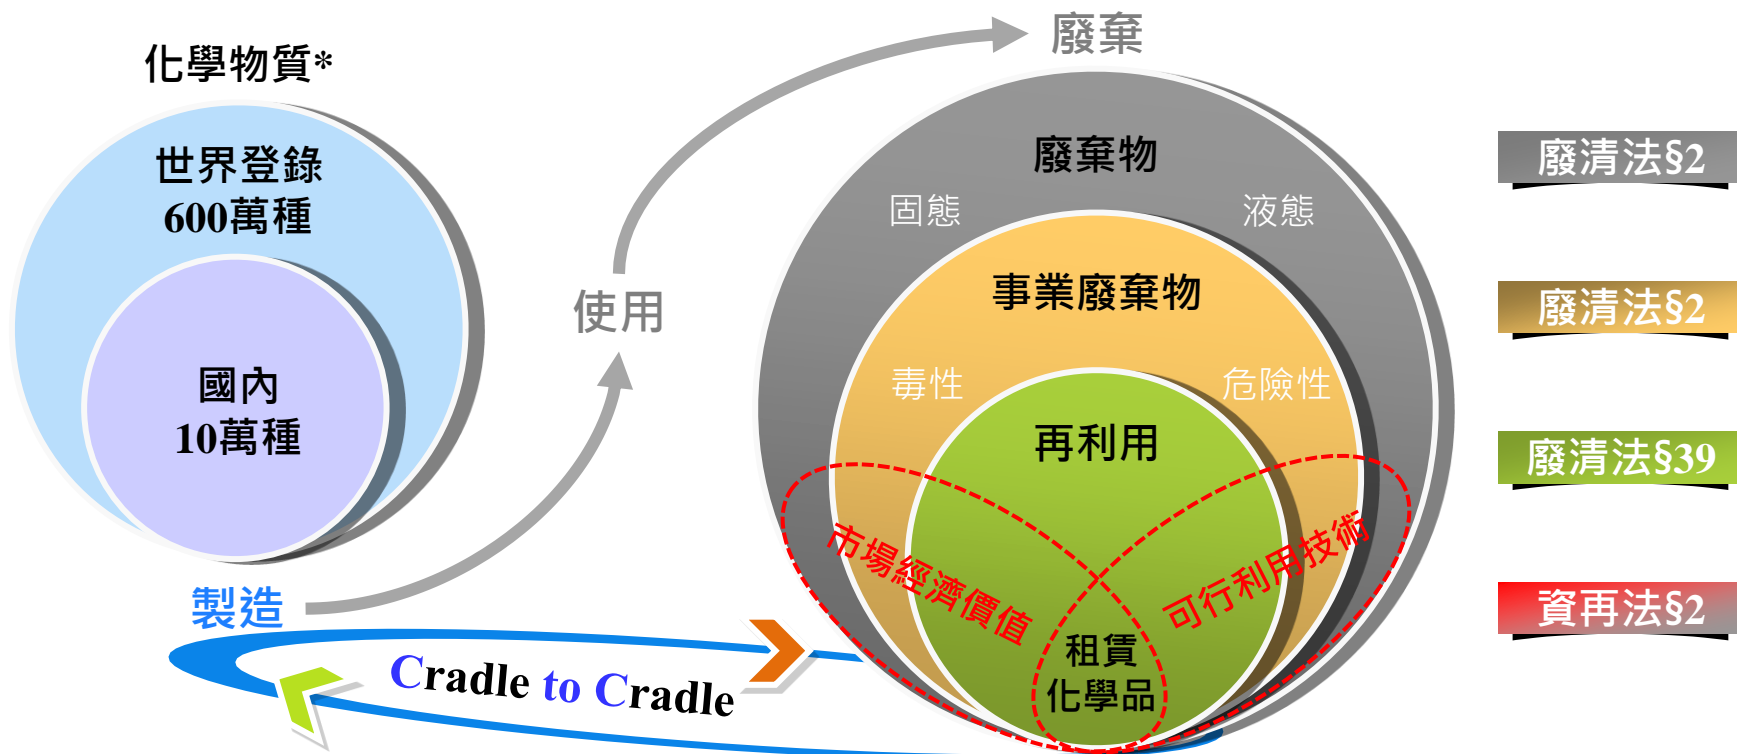 化學物質*
世界登錄
600萬種
國內
10萬種
製造
使用
廢棄
廢棄物
固態
液態
事業廢棄物
毒性
危險性
再利用
市場經濟價值
可行利用技術
租賃
化學品
Cradle to Cradle
廢清法§2
廢清法§2
廢清法§39
資再法§2